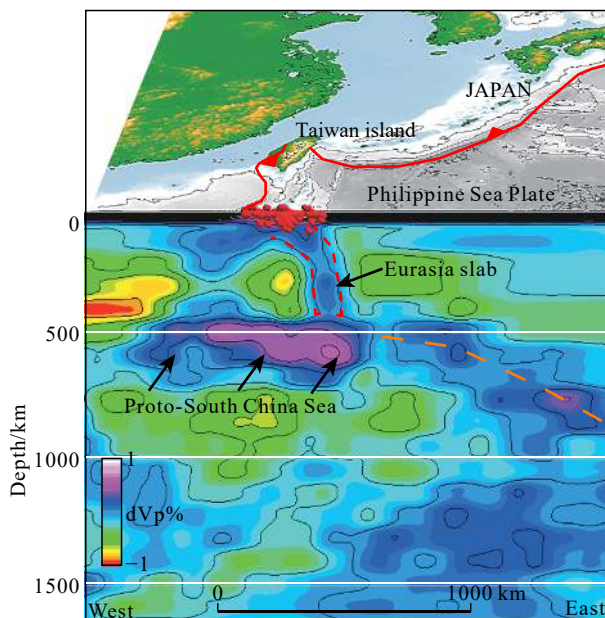 JAPAN
Taiwan island
Philippine Sea Plate
0
Eurasia slab
500
Proto-South China Sea
Depth/km
1000
1
dVp%
−1
1500
0
1000 km
West
East